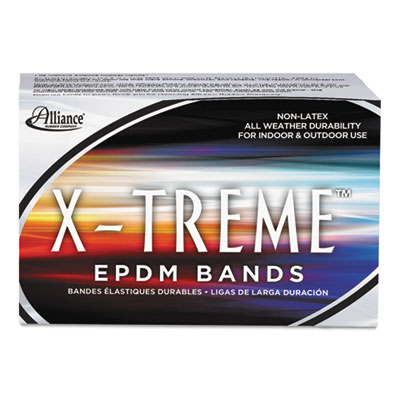 Alliance
RUBBER COMPANY
NON-LATEX
ALL WEATHER DURABILITY
FOR INDOOR & OUTDOOR USE
X-TREME™
EPDM BANDS
BANDES ÉLASTIQUES DURABLES • LIGAS DE LARGA DURACIÓN